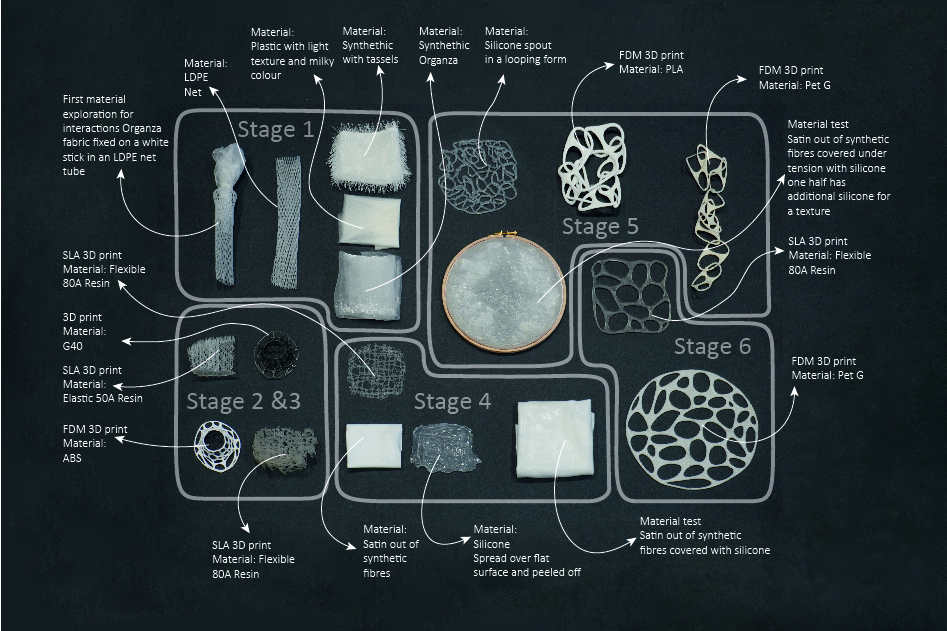 Material:
Plastic with light
texture and milky
colour
Material:
Synthethic
with tassels
Material:
Synthethic
Organza
Material:
Silicone spout
in a looping form
FDM 3D print
Material: PLA
FDM 3D print
Material: Pet G
Material:
LDPE
Net
First material
exploration for
interactions Organza
fabric fixed on a white
stick in an LDPE net
tube
Stage 1
Material test
Satin out of synthetic
fibres covered under
tension with silicone
one half has
additional silicone for
a texture
Stage 5
SLA 3D print
Material: Flexible
80A Resin
SLA 3D print
Material: Flexible
80A Resin
3D print
Material:
G40
Stage 6
SLA 3D print
Material:
Elastic 50A Resin
FDM 3D print
Material: Pet G
Stage 2 &3
Stage 4
FDM 3D print
Material:
ABS
SLA 3D print
Material: Flexible
80A Resin
Material:
Satin out of
synthetic
fibres
Material:
Silicone
Spread over flat
surface and peeled off
Material test
Satin out of synthetic
fibres covered with silicone